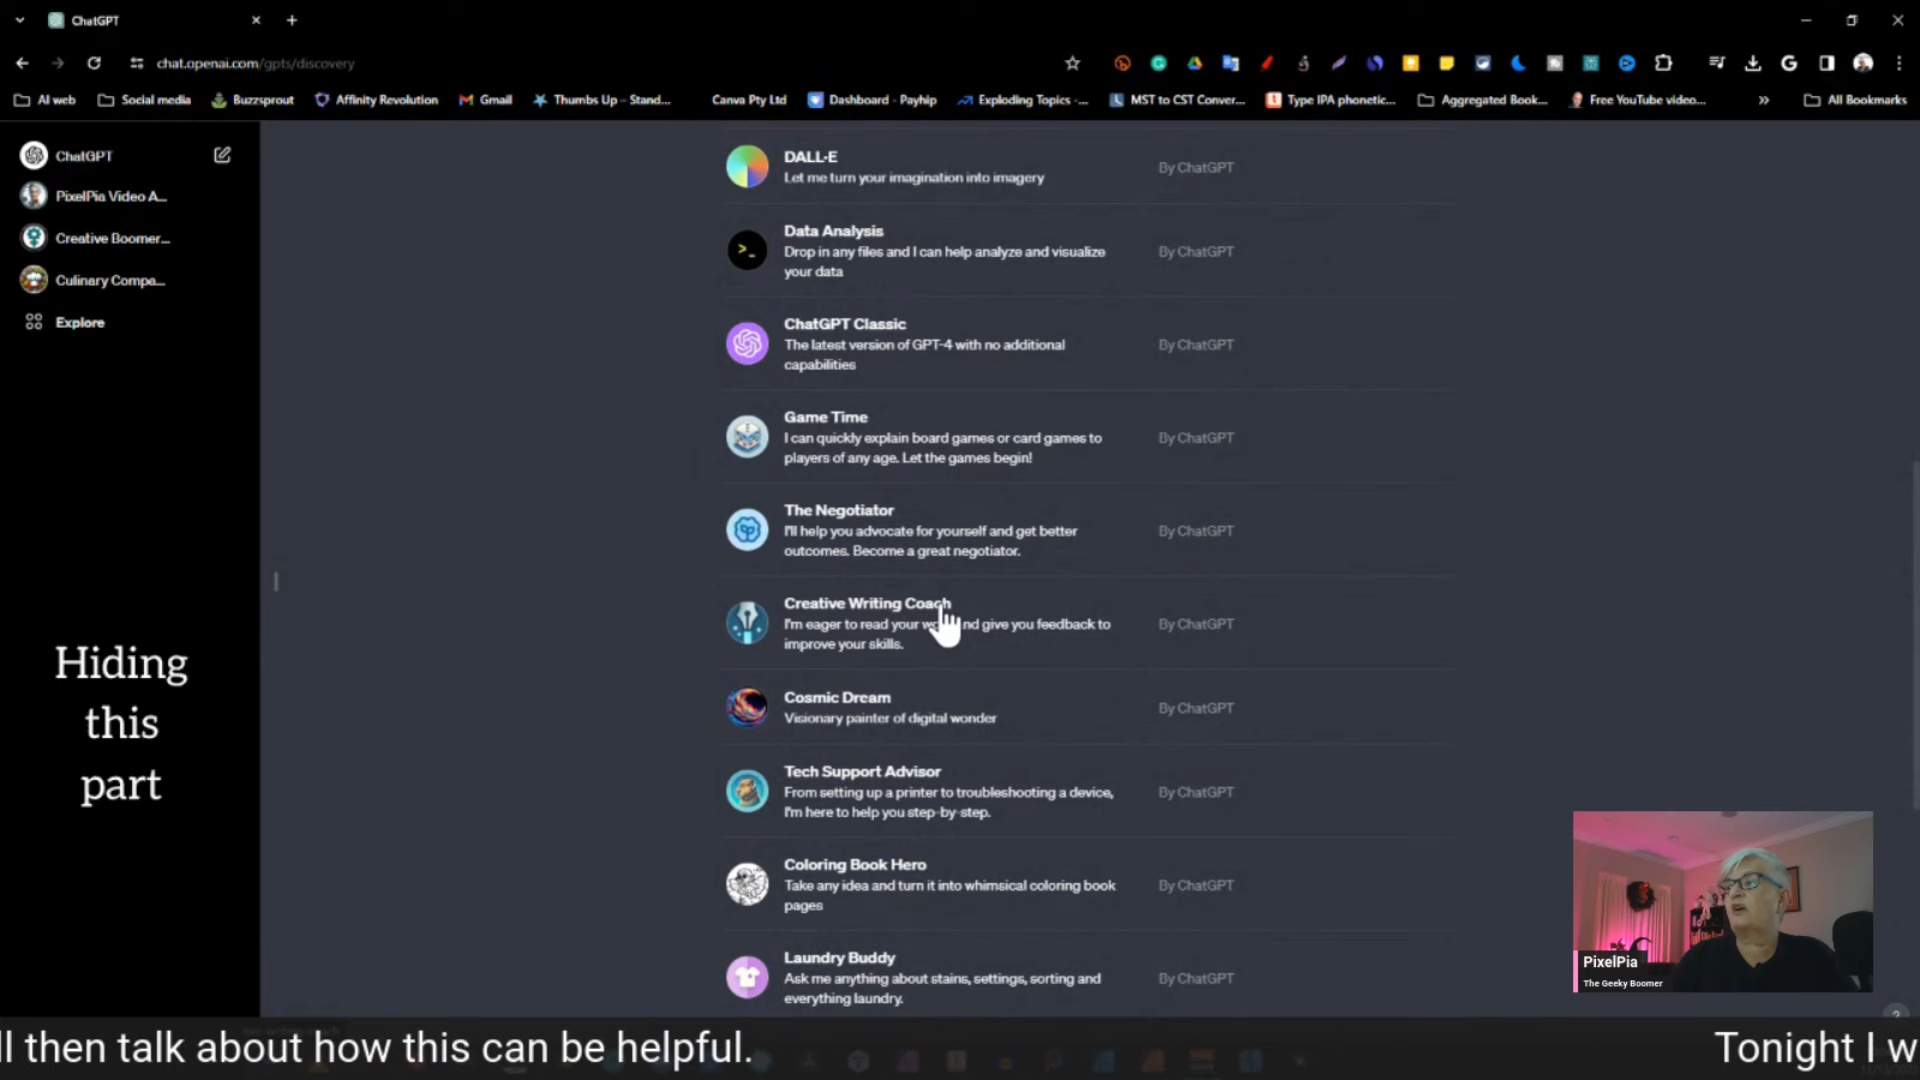 ChatGPT
chat.openai.com/gpts/discovery
AI web
Social media
Buzzsprout
Affinity Revolution
Gmail
Thumbs Up – Stand...
Canva Pty Ltd
Dashboard - Payhip
Exploding Topics -...
MST to CST Conver...
Type IPA phonetic...
Aggregated Book...
Free YouTube video...
All Bookmarks
ChatGPT
PixelPia Video A...
Creative Boomer...
Culinary Compa...
Explore
Hiding
this
part
DALL·E
Let me turn your imagination into imagery
By ChatGPT
Data Analysis
Drop in any files and I can help analyze and visualize
your data
By ChatGPT
ChatGPT Classic
The latest version of GPT-4 with no additional
capabilities
By ChatGPT
Game Time
I can quickly explain board games or card games to
players of any age. Let the games begin!
By ChatGPT
The Negotiator
I'll help you advocate for yourself and get better
outcomes. Become a great negotiator.
By ChatGPT
Creative Writing Coach
I'm eager to read your and give you feedback to
improve your skills.
By ChatGPT
Cosmic Dream
Visionary painter of digital wonder
By ChatGPT
Tech Support Advisor
From setting up a printer to troubleshooting a device,
I'm here to help you step-by-step.
By ChatGPT
Coloring Book Hero
Take any idea and turn it into whimsical coloring book
pages
By ChatGPT
Laundry Buddy
Ask me anything about stains, settings, sorting and
everything laundry.
By ChatGPT
PixelPia
The Geeky Boomer
ll then talk about how this can be helpful.
Tonight I w